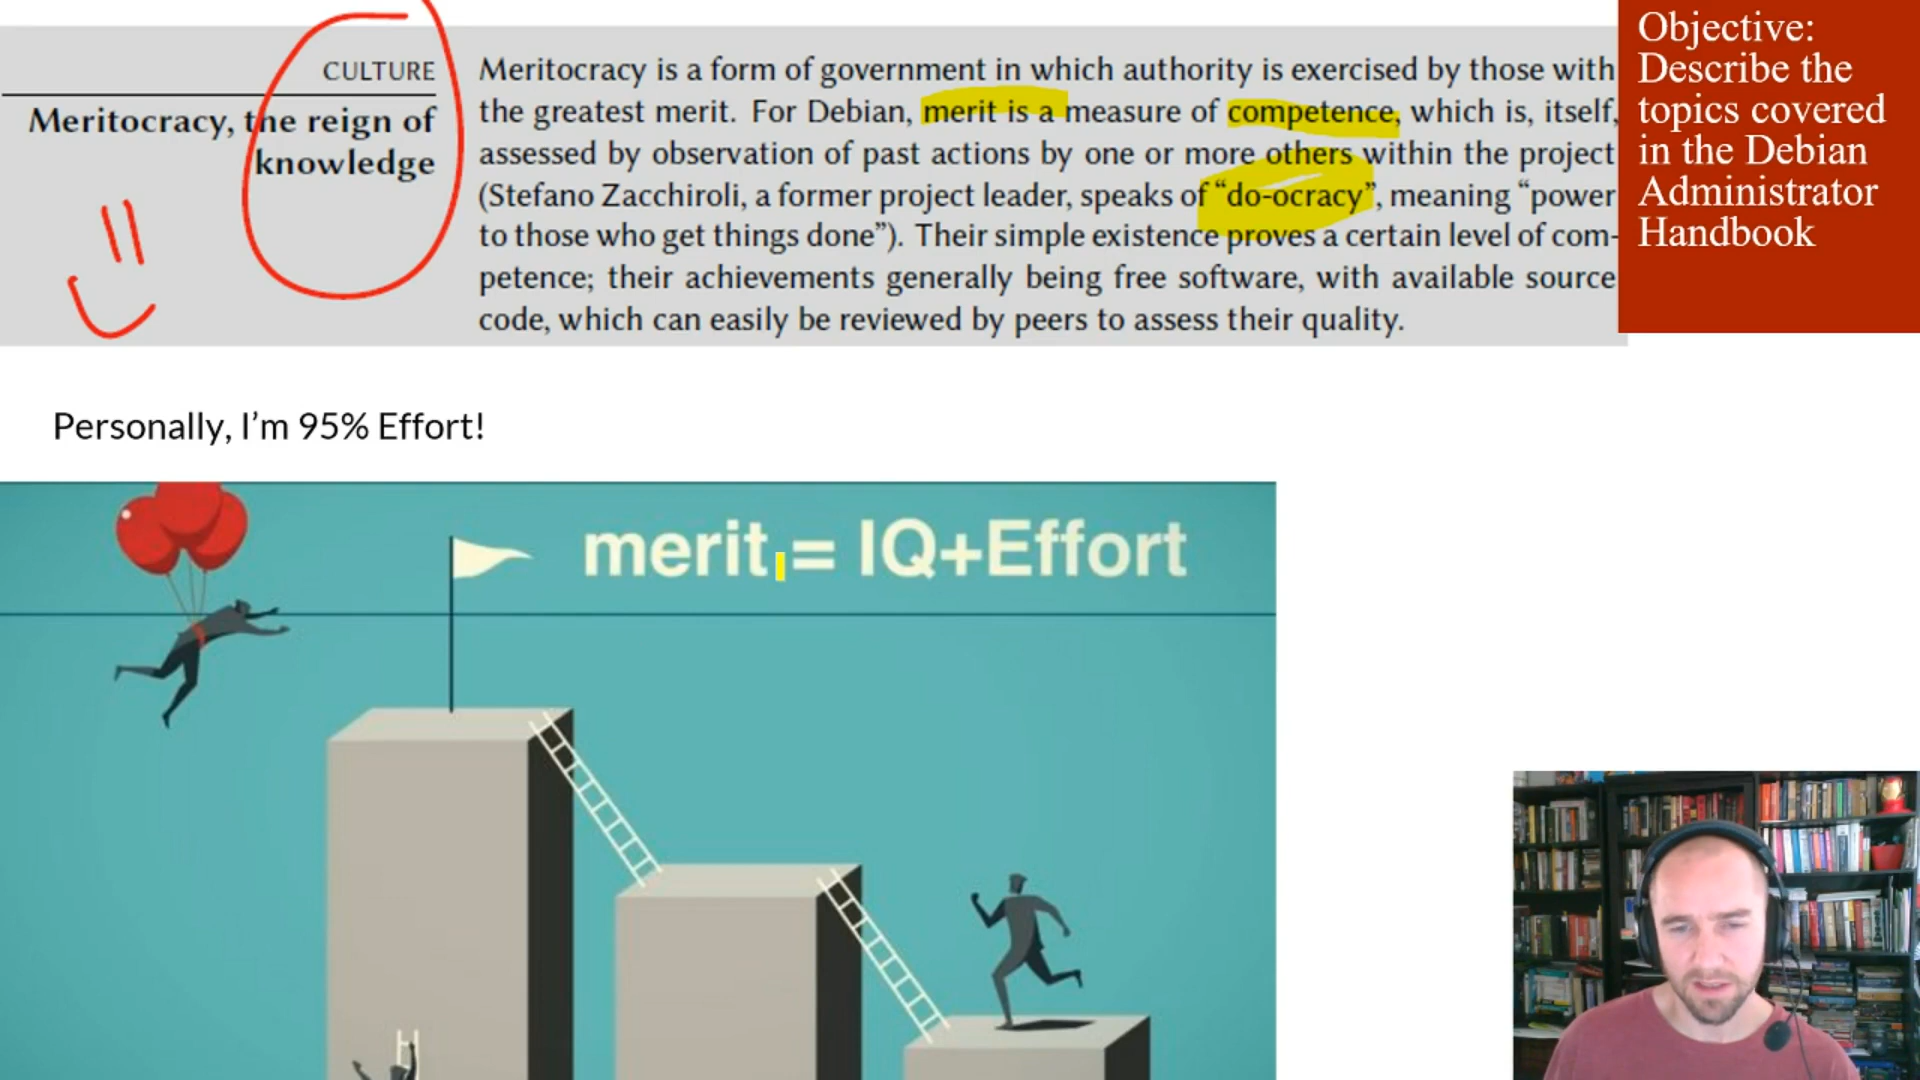 CULTURE
Meritocracy, the reign of
knowledge
Meritocracy is a form of government in which authority is exercised by those with
the greatest merit. For Debian, merit is a measure of competence, which is, itself,
assessed by observation of past actions by one or more others within the project
(Stefano Zacchiroli, a former project leader, speaks of “do-ocracy”, meaning “power
to those who get things done”). Their simple existence proves a certain level of com-
petence; their achievements generally being free software, with available source
code, which can easily be reviewed by peers to assess their quality.
Objective:
Describe the
topics covered
in the Debian
Administrator
Handbook
Personally, I’m 95% Effort!
merit = IQ+Effort